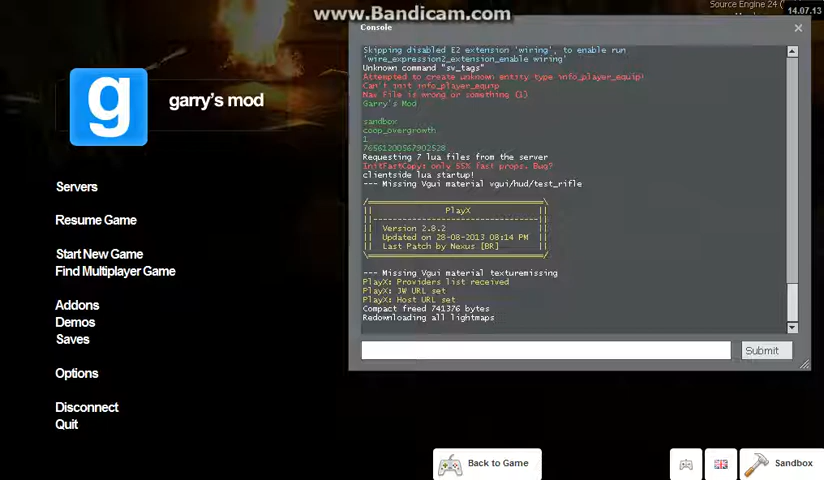 www.Bandicam.com
Source Engine 24 (
14.07.13
Console
Skipping disabled E2 extension 'wiring', to enable run
'wire_expression2_extension_enable wiring'
Unknown command "sv_tags"
Attempted to create unknown entity type info_player_equip!
Can't init info_player_equip
Nav File is wrong or something (1)
Garry's Mod
sandbox
coop_overgrowth
1
76561200567902528
Requesting 7 lua files from the server
InitFastCopy: only 55% fast props. Bug?
clientside lua startup!
--- Missing Vgui material vgui/hud/test_rifle
PlayX
Version 2.8.2
Updated on 28-08-2013 08:14 PM
Last Patch by Nexus [BR]
--- Missing Vgui material texturemissing
PlayX: Providers list received
PlayX: JW URL set
PlayX: Host URL set
Compact freed 741376 bytes
Redownloading all lightmaps
Submit
g
garry's mod
Servers
Resume Game
Start New Game
Find Multiplayer Game
Addons
Demos
Saves
Options
Disconnect
Quit
Back to Game
Sandbox